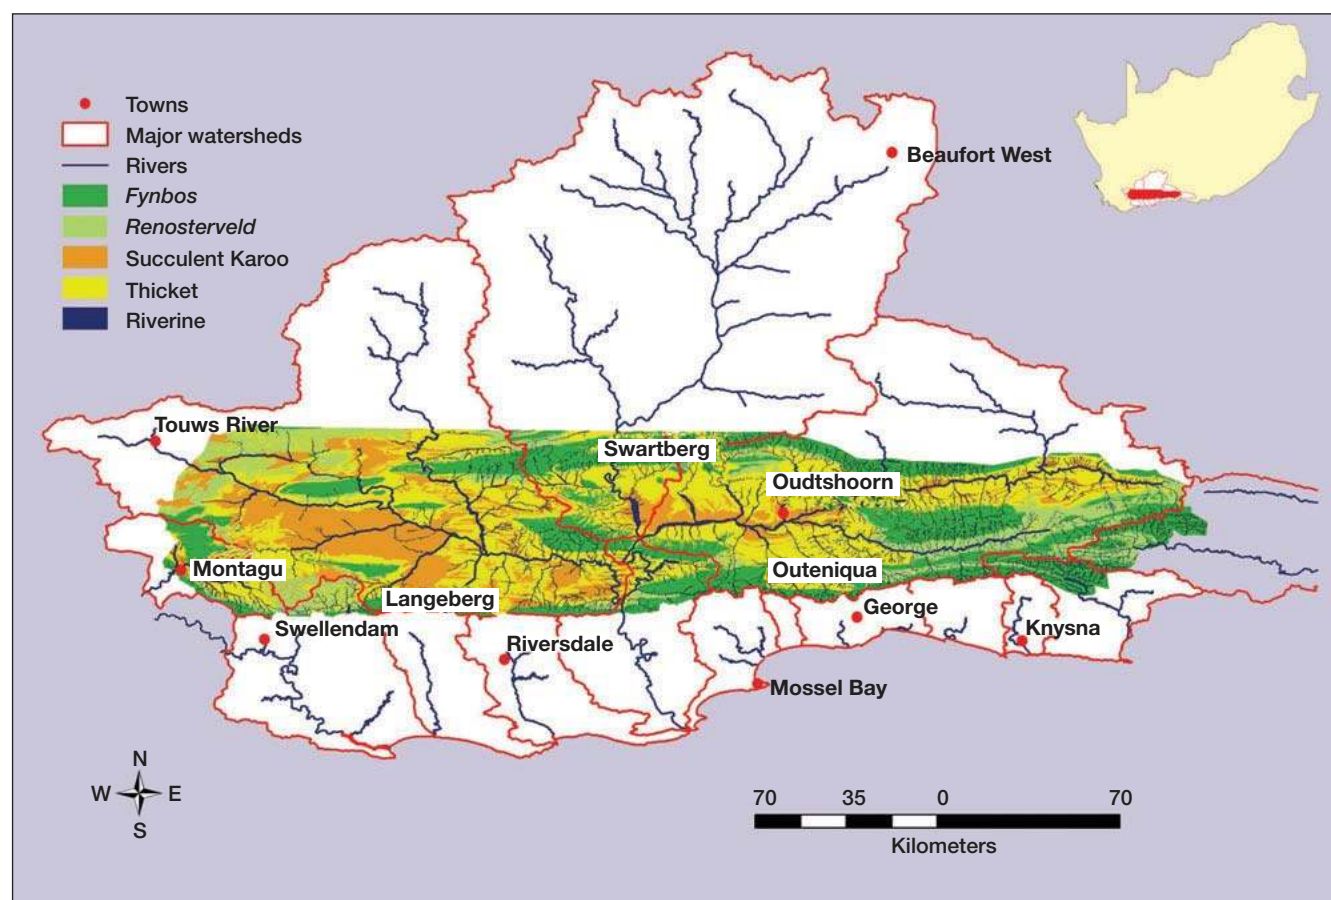 Towns
Major watersheds
Rivers
Fynbos
Renosterveld
Succulent Karoo
Thicket
Riverine
Beaufort West
Touws River
Swartberg
Oudtshoorn
Montagu
Outeniqua
Langeberg
George
Swellendam
Knysna
Riversdale
Mossel Bay
N
W E
S
70 35 0 70
Kilometers